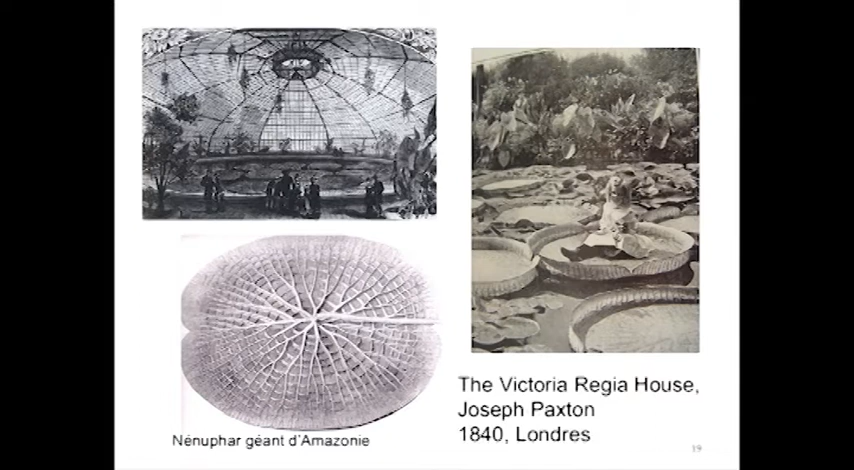 The Victoria Regia House,
Joseph Paxton
1840, Londres
Nénuphar géant d'Amazonie
19